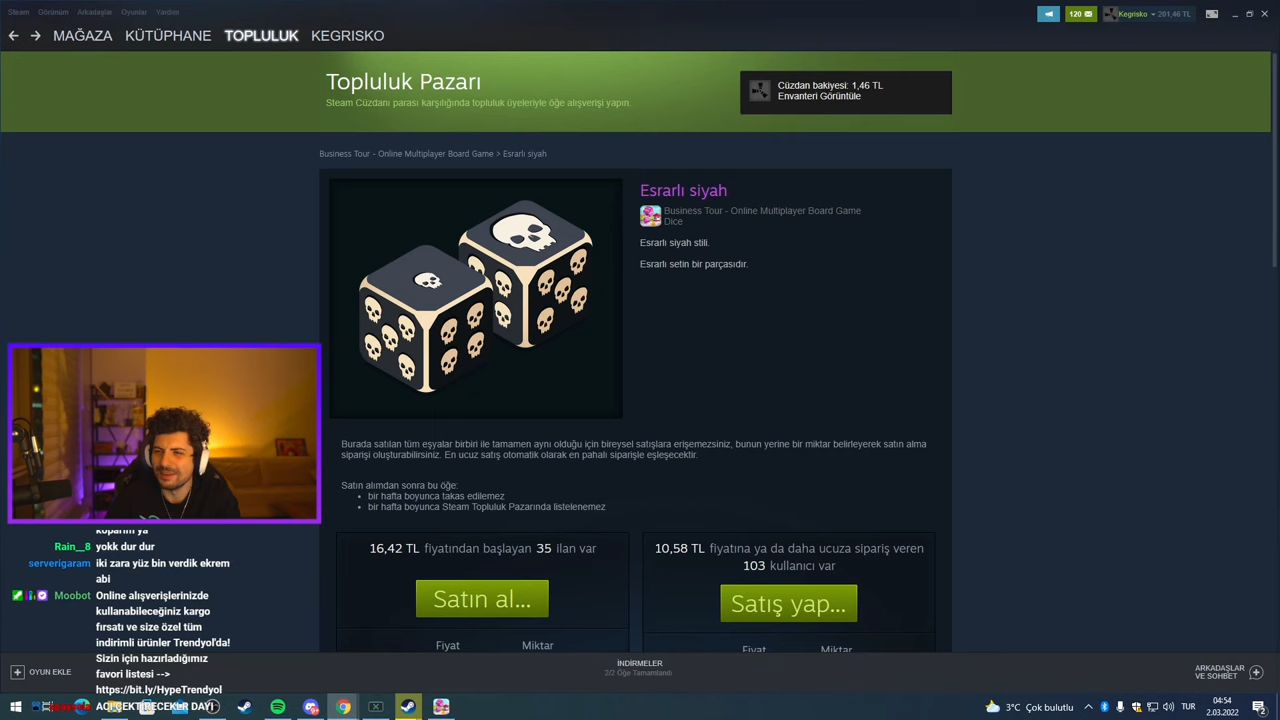 Steam Görünüm Arkadaşlar Oyunlar Yardım
120 Kegrisko 201,46 TL
MAĞAZA KÜTÜPHANE TOPLULUK KEGRISKO
Topluluk Pazarı
Steam Cüzdanı parası karşılığında topluluk üyeleriyle öğe alışverişi yapın.
Cüzdan bakiyesi: 1,46 TL
Envanteri Görüntüle
Business Tour - Online Multiplayer Board Game > Esrarlı siyah
Esrarlı siyah
Business Tour - Online Multiplayer Board Game
Dice
Esrarlı siyah stili.
Esrarlı setin bir parçasıdır.
Burada satılan tüm eşyalar birbiri ile tamamen aynı olduğu için bireysel satışlara erişemezsiniz, bunun yerine bir miktar belirleyerek satın alma
siparişi oluşturabilirsiniz. En ucuz satış otomatik olarak en pahalı siparişle eşleşecektir.
Satın alımdan sonra bu öğe:
• bir hafta boyunca takas edilemez
• bir hafta boyunca Steam Topluluk Pazarında listelenemez
16,42 TL fiyatından başlayan 35 ilan var
Satın al...
Fiyat Miktar
10,58 TL fiyatına ya da daha ucuza sipariş veren
103 kullanıcı var
Satış yap...
Fiyat Miktar
koparım ya
Rain__8 yokk dur dur
serverigaram iki zara yüz bin verdik ekrem
abi
Moobot Online alışverişlerinizde
kullanabileceğiniz kargo
fırsatı ve size özel tüm
indirimli ürünler Trendyol'da!
Sizin için hazırladığımız
favori listesi -->
https://bit.ly/HypeTrendyol
OYUN EKLE
İNDİRMELER
2/2 Öğe Tamamlandı
ARKADAŞLAR
VE SOHBET
3°C Çok bulutlu
TUR
04:54
2.03.2022
2